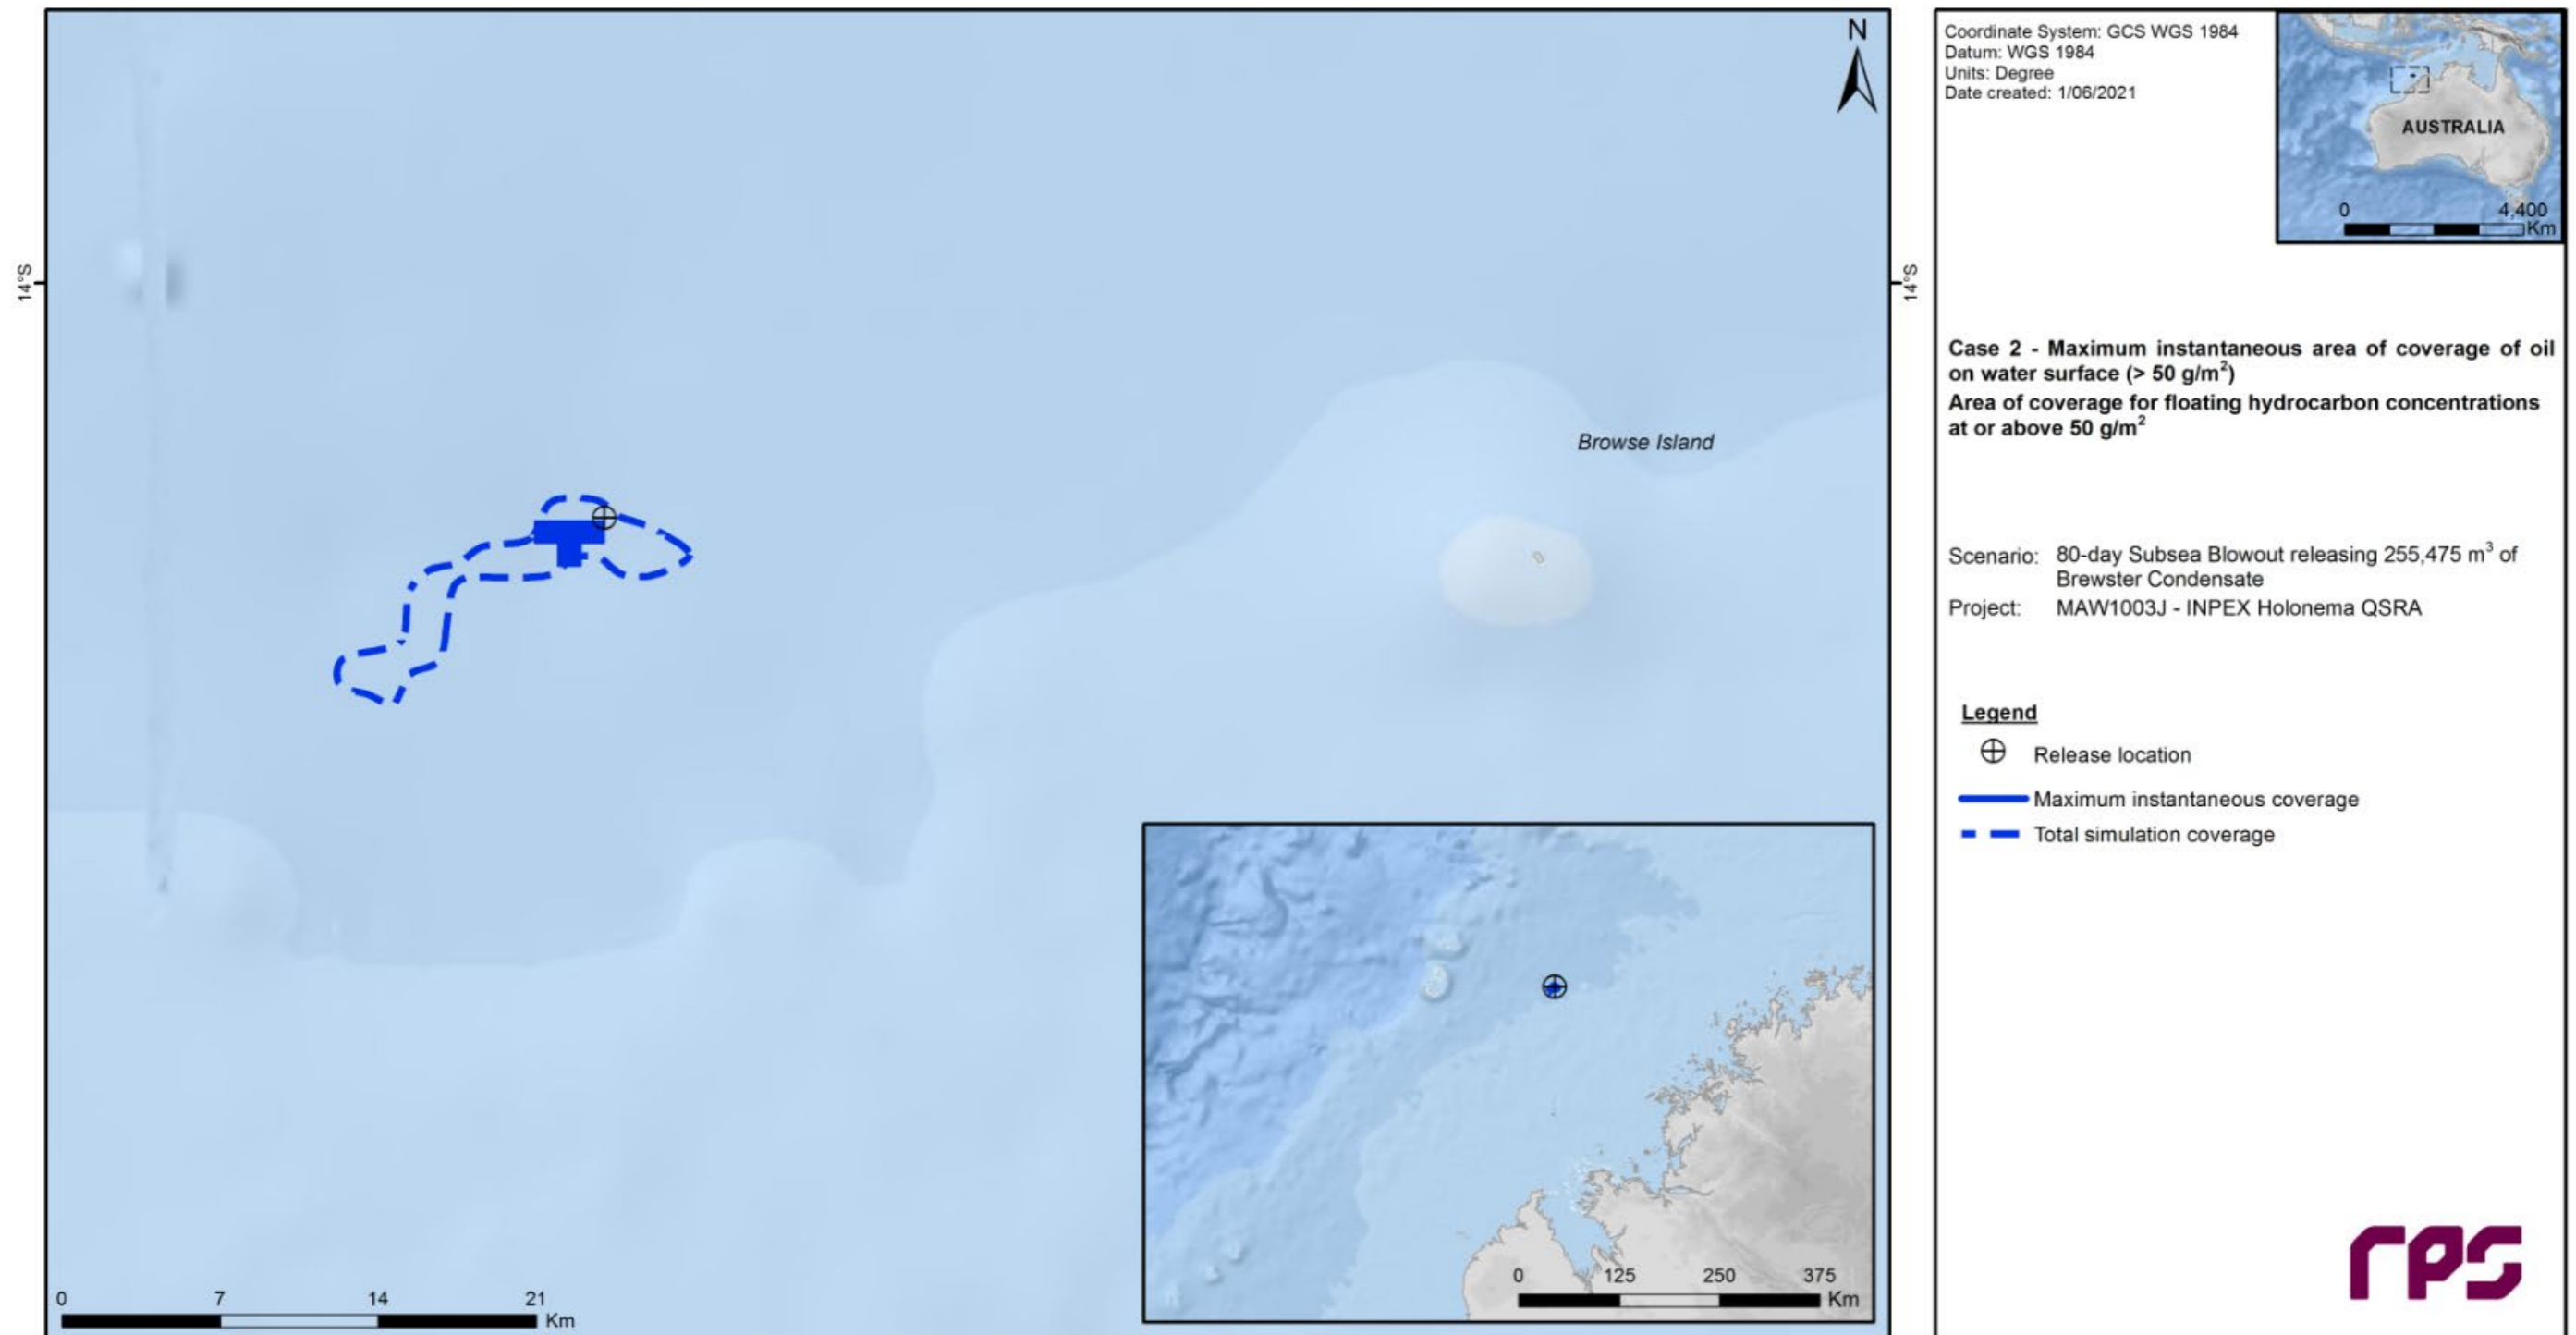 N
14°S
14°S
Browse Island
0 7 14 21
Km
0 125 250 375
Km
Coordinate System: GCS WGS 1984
Datum: WGS 1984
Units: Degree
Date created: 1/06/2021
AUSTRALIA
0 4,400
Km
Case 2 - Maximum instantaneous area of coverage of oil
on water surface (> 50 g/m²)
Area of coverage for floating hydrocarbon concentrations
at or above 50 g/m²
Scenario: 80-day Subsea Blowout releasing 255,475 m³ of
Brewster Condensate
Project: MAW1003J - INPEX Holonema QSRA
Legend
Release location
Maximum instantaneous coverage
Total simulation coverage
rps